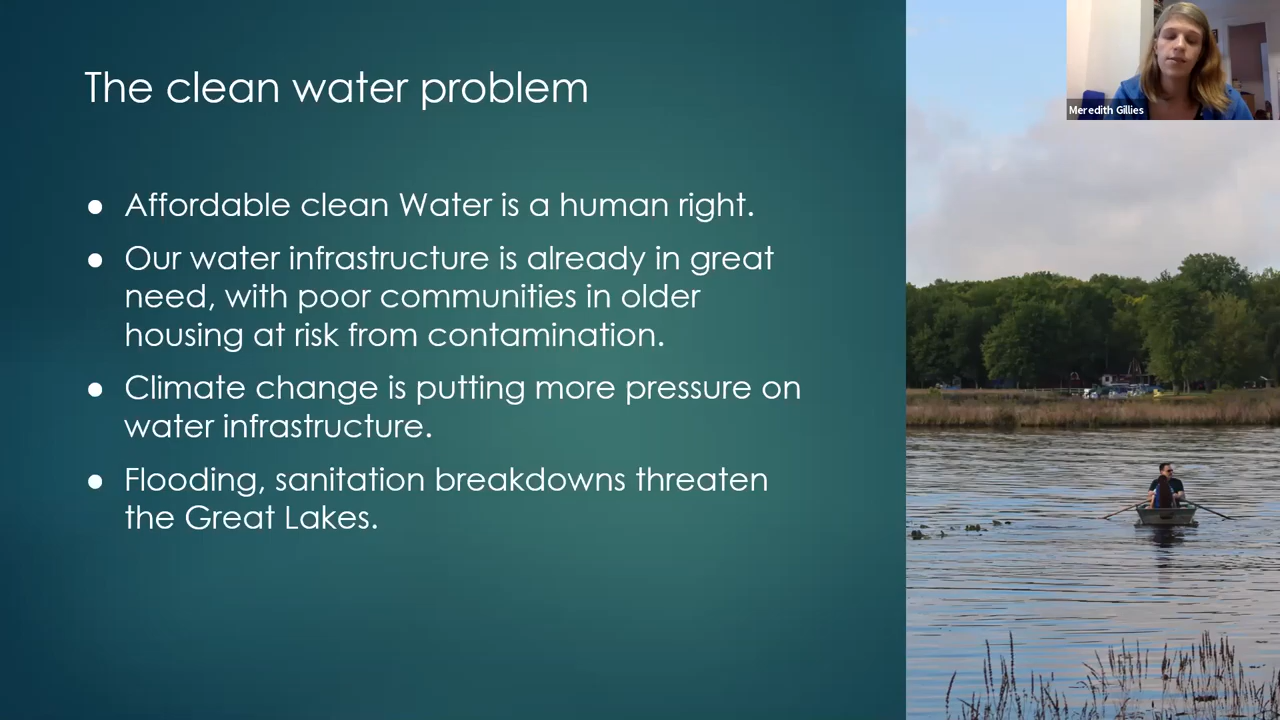 The clean water problem
Meredith Gillies
● Affordable clean Water is a human right.
● Our water infrastructure is already in great
need, with poor communities in older
housing at risk from contamination.
● Climate change is putting more pressure on
water infrastructure.
● Flooding, sanitation breakdowns threaten
the Great Lakes.